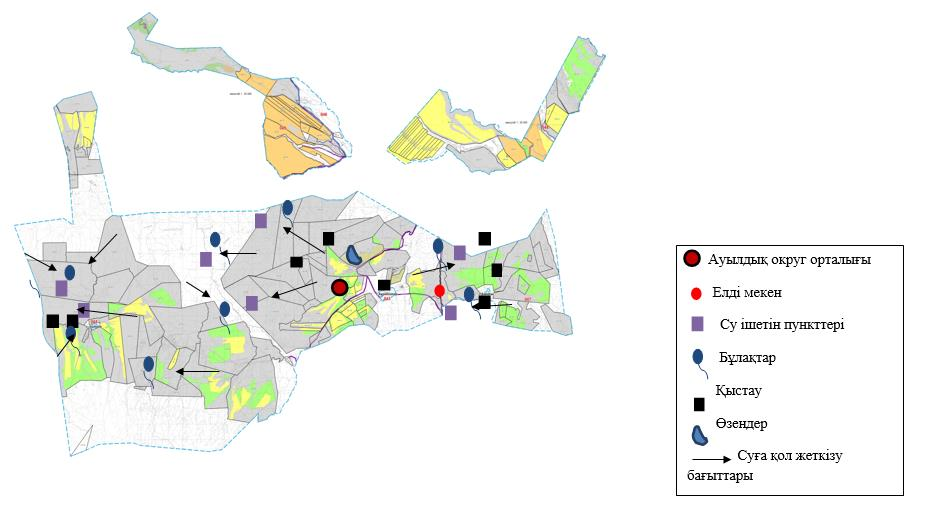 Ауылдық округ орталығы
Елді мекен
Су ішетін пункттері
Бұлақтар
Қыстау
Өзендер
Суға қол жеткізу
бағыттары